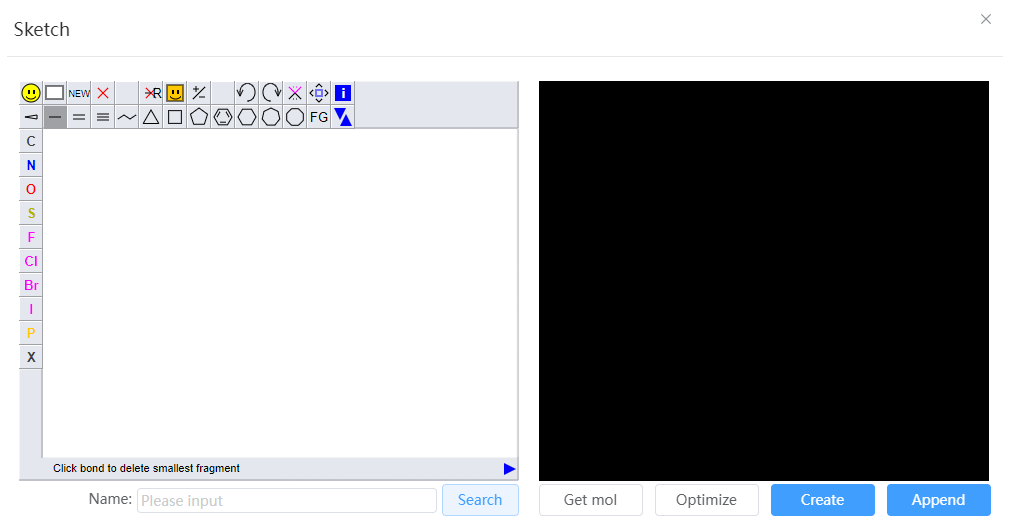 Sketch
NEW R i
FG
C
N
O
S
F
Cl
Br
I
P
X
Click bond to delete smallest fragment
Name: Please input Search Get mol Optimize Create Append